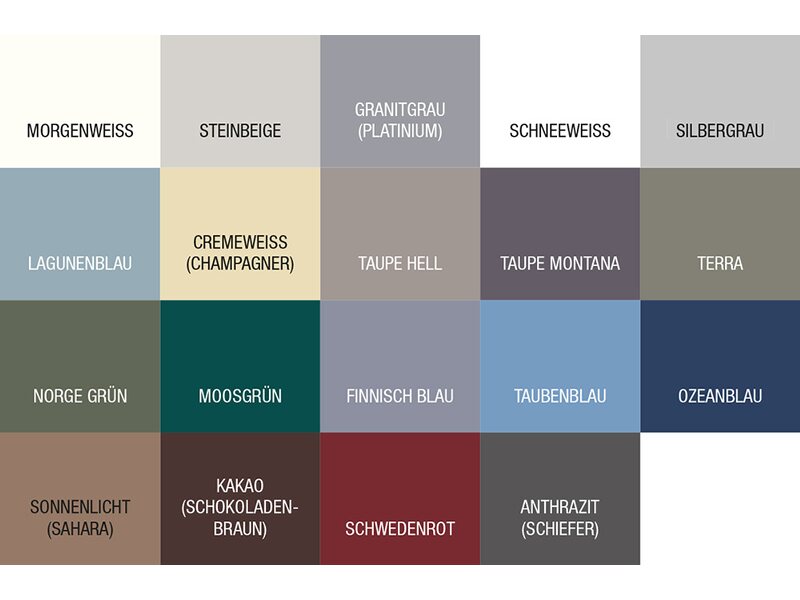 MORGENWEISS
STEINBEIGE
GRANITGRAU
(PLATINIUM)
SCHNEEWEISS
SILBERGRAU
LAGUNENBLAU
CREMEWEISS
(CHAMPAGNER)
TAUPE HELL
TAUPE MONTANA
TERRA
NORGE GRÜN
MOOSGRÜN
FINNISCH BLAU
TAUBENBLAU
OZEANBLAU
SONNENLICHT
(SAHARA)
KAKAO
(SCHOKOLADEN-
BRAUN)
SCHWEDENROT
ANTHRAZIT
(SCHIEFER)